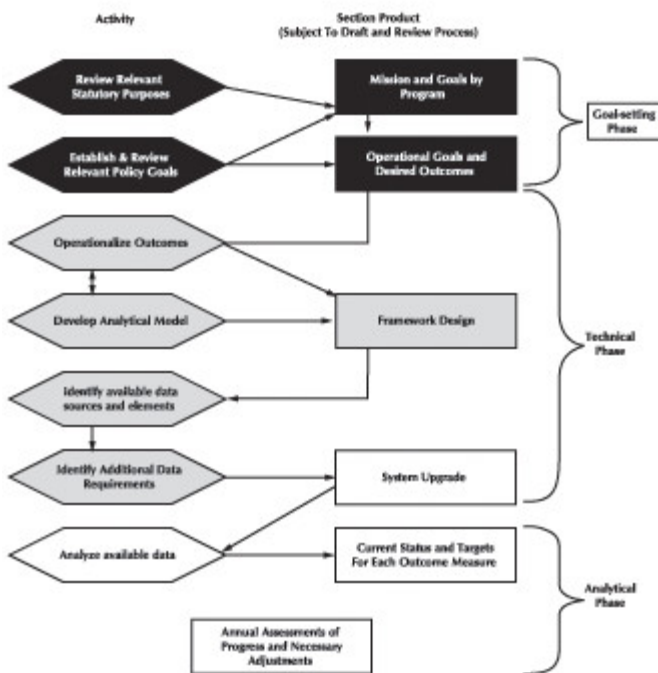 Activity
Section Product
(Subject To Draft and Review Process)
Review Relevant
Statutory Purposes
Mission and Goals by
Program
Goal-setting
Phase
Establish & Review
Relevant Policy Goals
Operational Goals and
Desired Outcomes
Operationalize Outcomes
Develop Analytical Model
Framework Design
Technical
Phase
Identify available data
sources and elements
Identify Additional Data
Requirements
System Upgrade
Analyze available data
Current Status and Targets
For Each Outcome Measure
Analytical
Phase
Annual Assessments of
Progress and Necessary
Adjustments